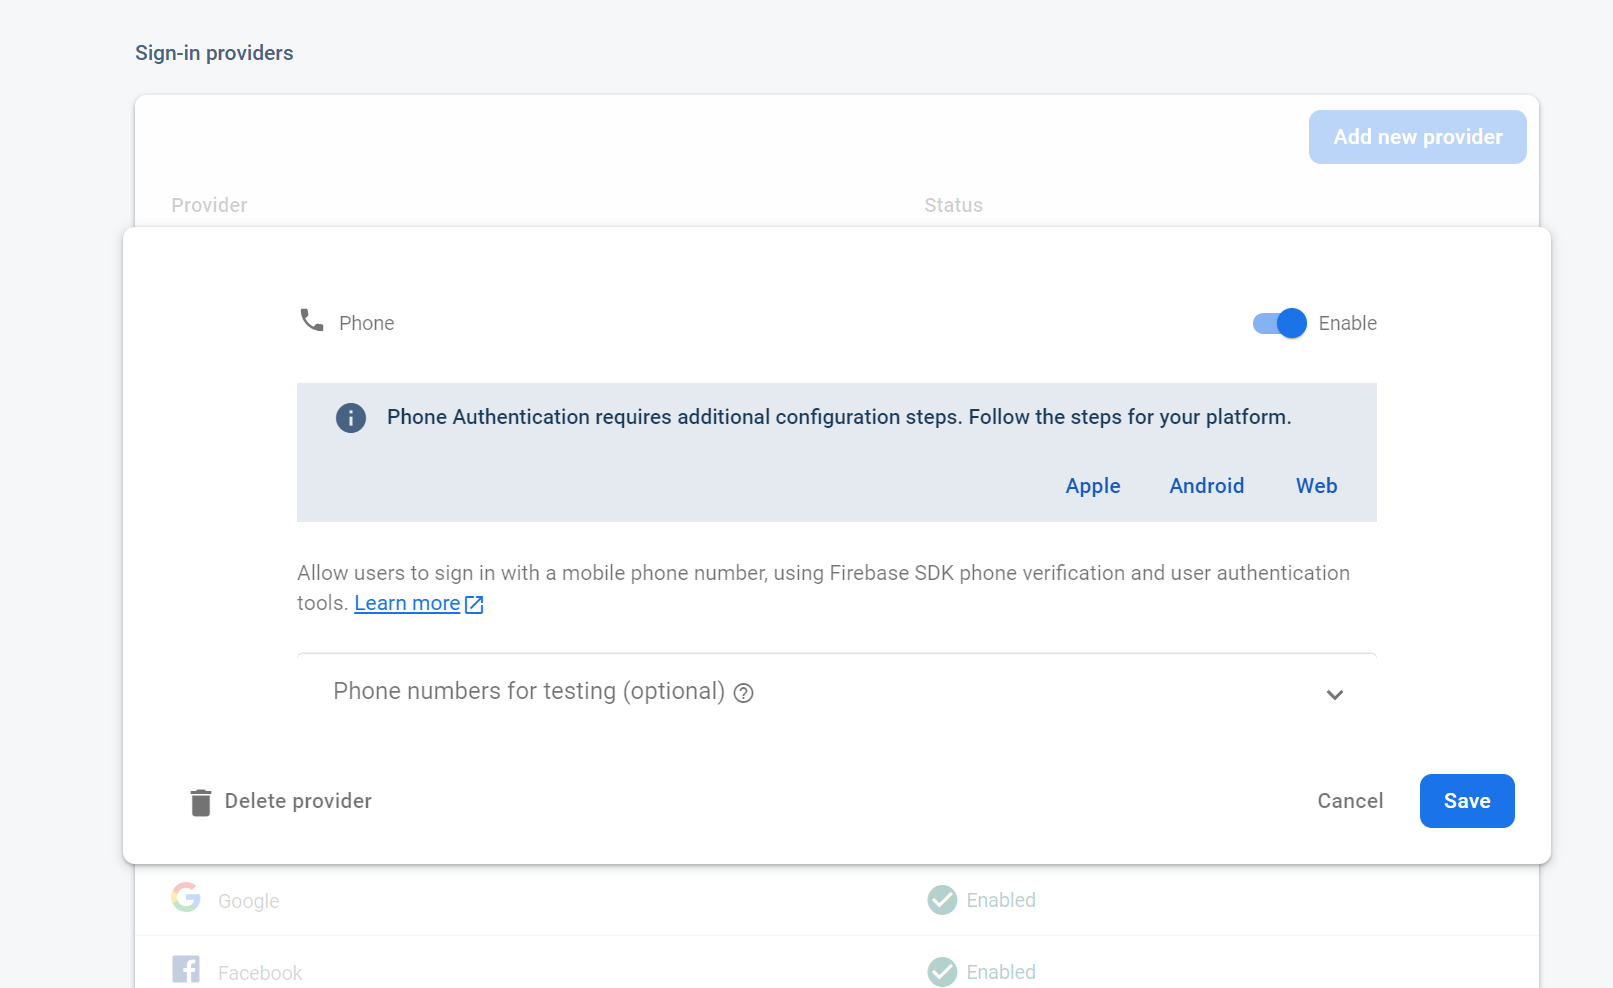 Sign-in providers
Add new provider
Provider Status
Phone Enable
Phone Authentication requires additional configuration steps. Follow the steps for your platform.
Apple Android Web
Allow users to sign in with a mobile phone number, using Firebase SDK phone verification and user authentication
tools. Learn more
Phone numbers for testing (optional)
Delete provider Cancel Save
Google Enabled
Facebook Enabled